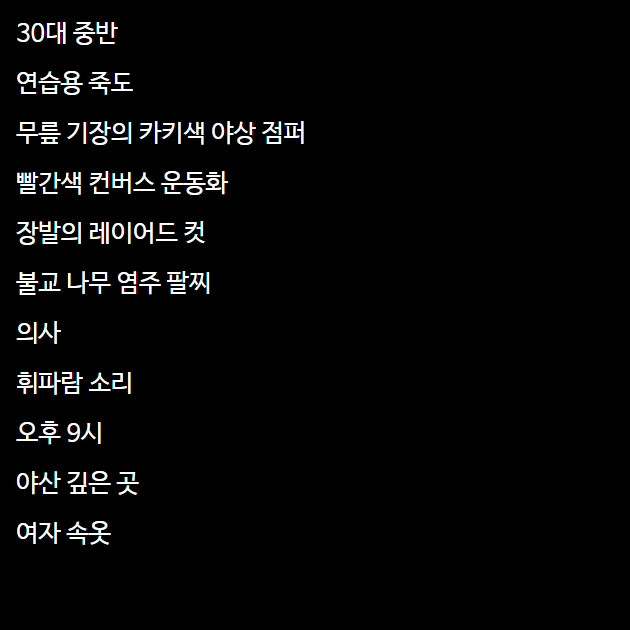 30대 중반
연습용 죽도
무릎 기장의 카키색 야상 점퍼
빨간색 컨버스 운동화
장발의 레이어드 컷
불교 나무 염주 팔찌
의사
휘파람 소리
오후 9시
야산 깊은 곳
여자 속옷